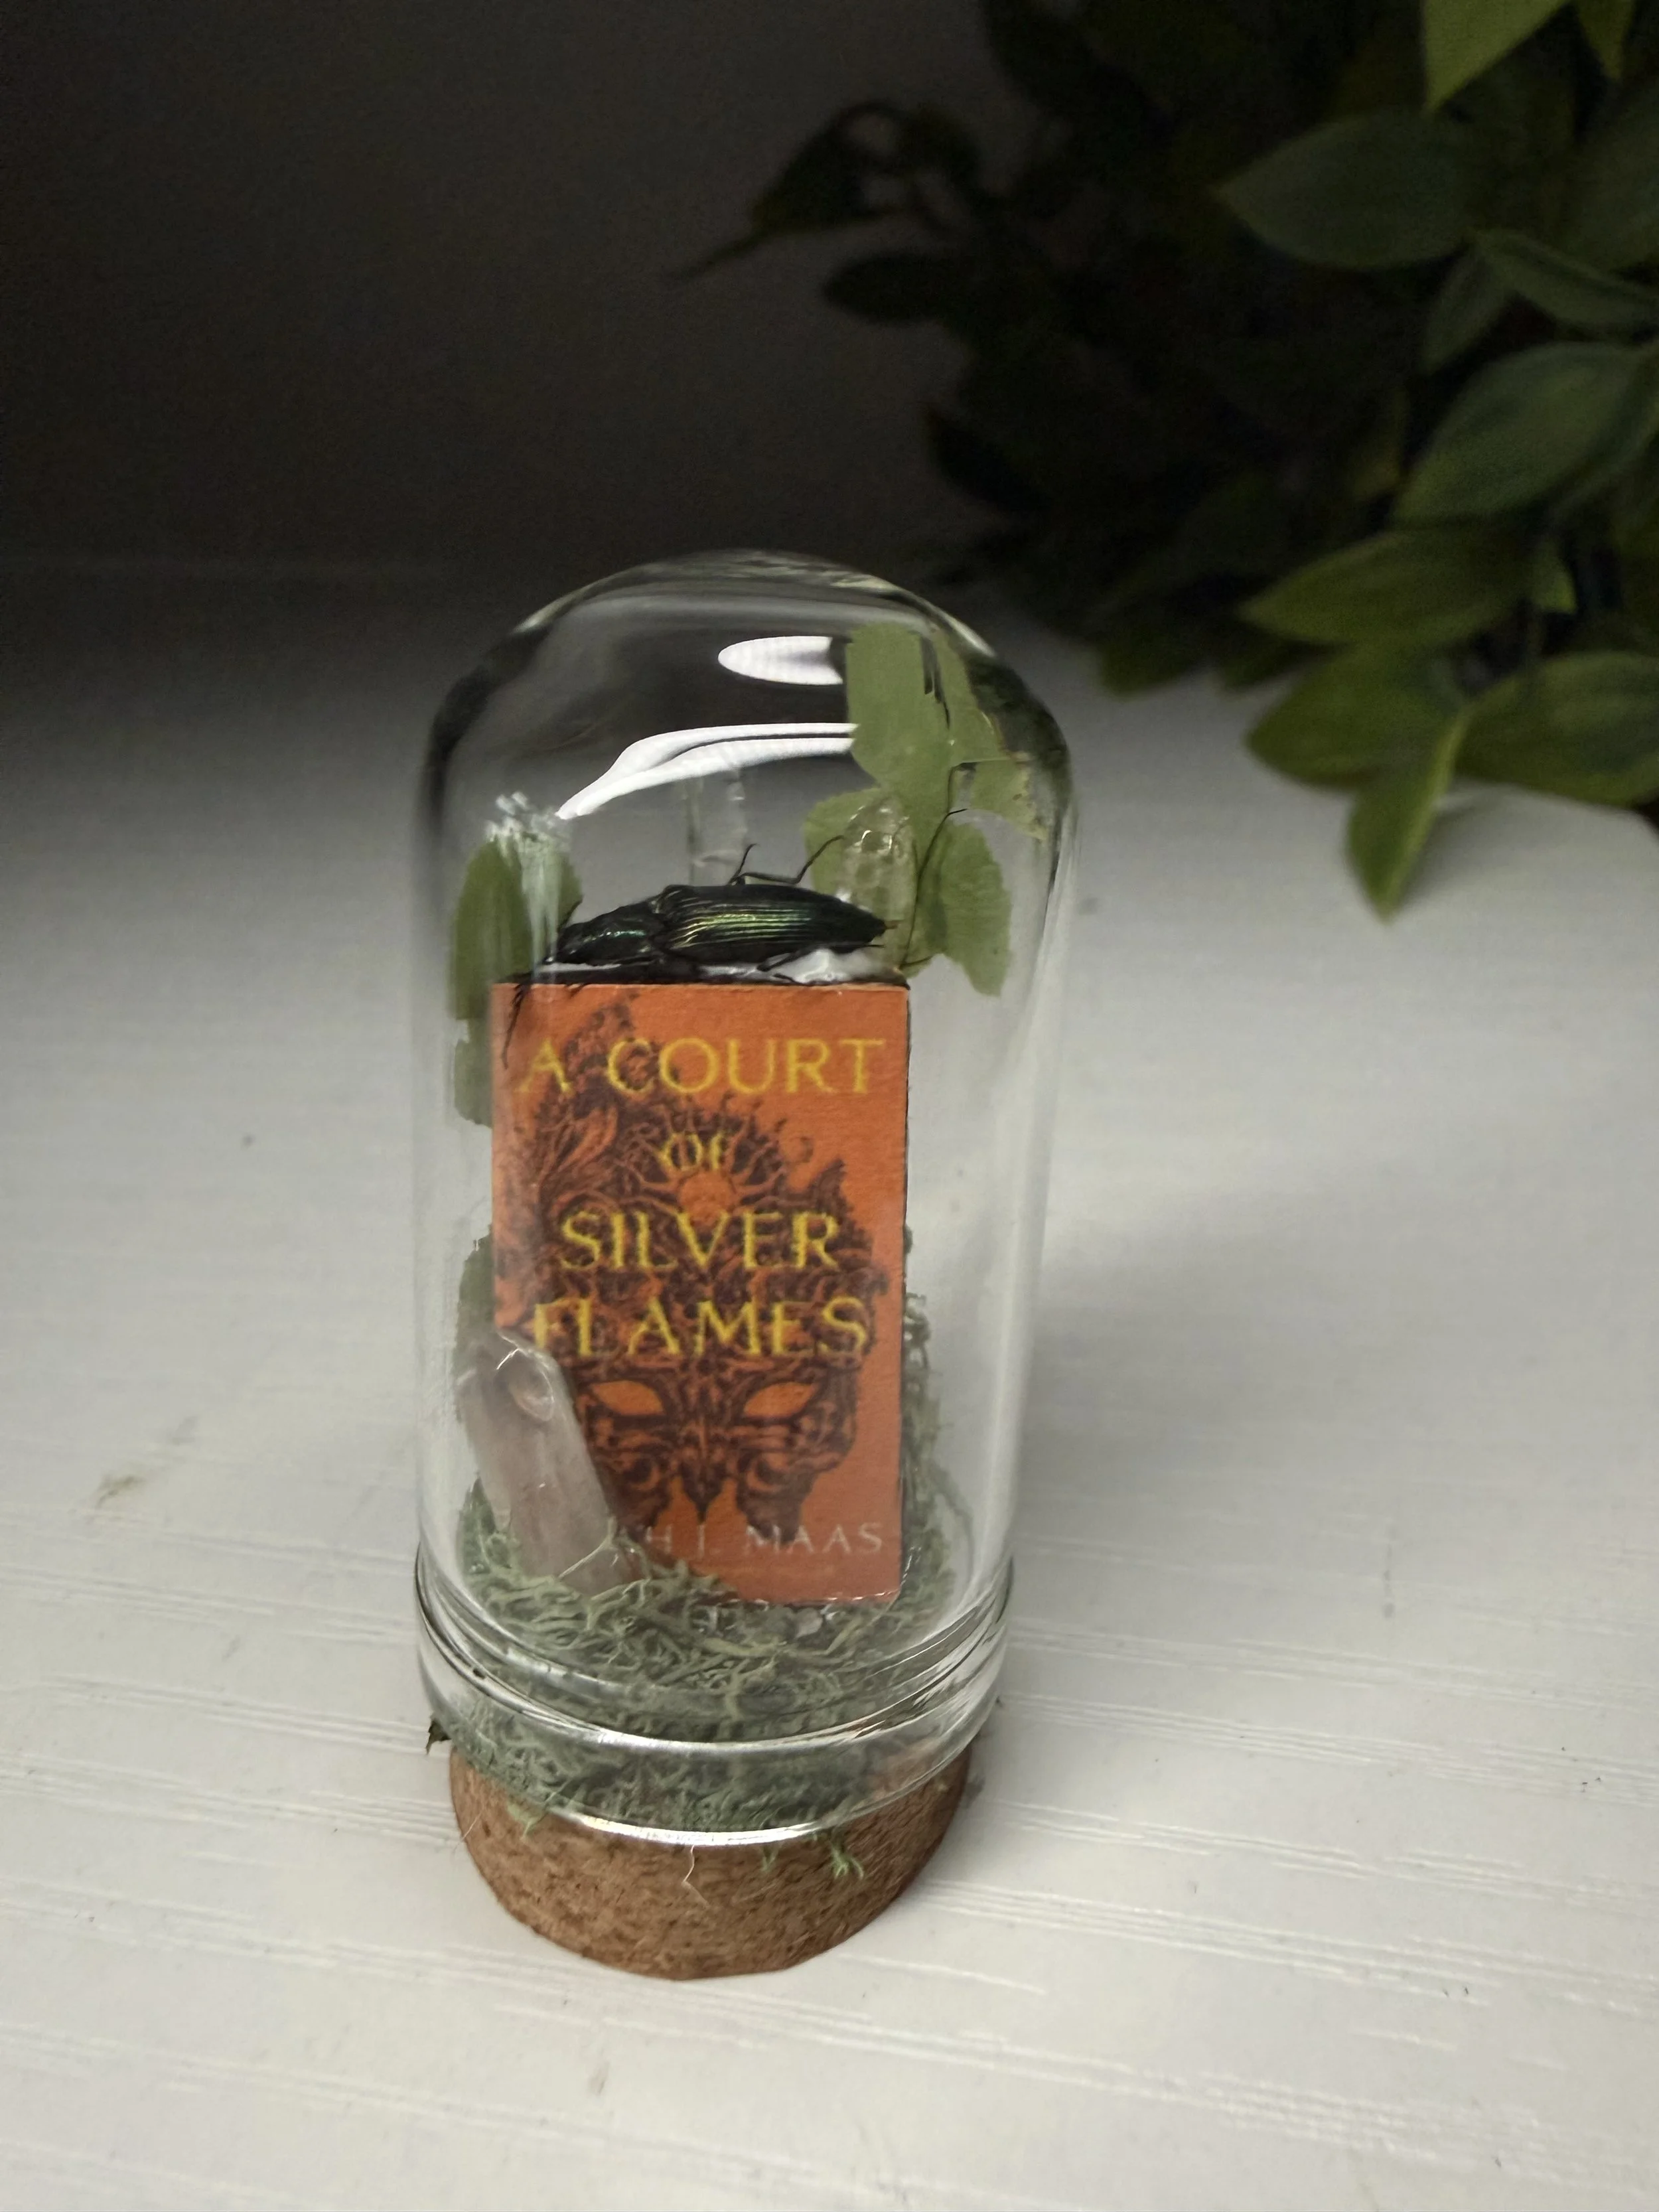 A COURT
OF
SILVER
FLAMES
H J. MAAS